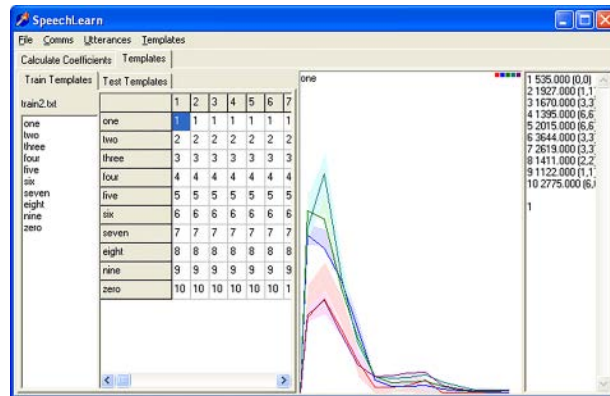 SpeechLearn
File Comms Utterances Templates
Calculate Coefficients Templates
Train Templates Test Templates
train2.txt
one
two
three
four
five
six
seven
eight
nine
zero
1 2 3 4 5 6 7
one 1 1 1 1 1 1 1
two 2 2 2 2 2 2 2
three 3 3 3 3 3 3 3
four 4 4 4 4 4 4 4
five 5 5 5 5 5 5 5
six 6 6 6 6 6 6 6
seven 7 7 7 7 7 7 7
eight 8 8 8 8 8 8 8
nine 9 9 9 9 9 9 9
zero 10 10 10 10 10 10 1
one
1 535.000 (0,0)
2 1927.000 (1,1)
3 1670.000 (3,3)
4 1395.000 (6,6)
5 2015.000 (6,6)
6 3644.000 (3,3)
7 2619.000 (3,3)
8 1411.000 (2,2)
9 1122.000 (1,1)
10 2775.000 (6,
1